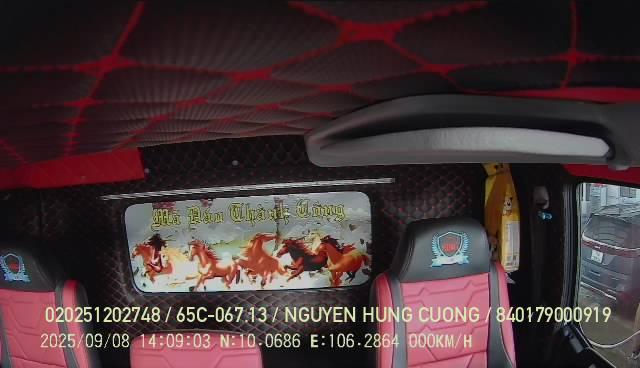 Mã Đáo Thành Công
020251202748 / 65C-067.13 / NGUYEN HUNG CUONG / 840179000919
2025/09/08 14:09:03 N:10.0686 E:106.2864 000KM/H